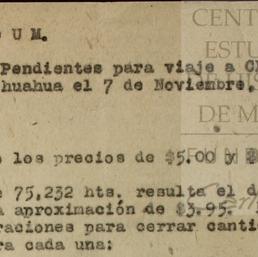 U M.
CENT
ESTU
Pendientes para viaje a C
huahua el 7 de Noviembre.
DE M
los precios de $5.00 y
75,232 hts. resulta el d
aproximación de $3.95.
raciones para cerrar canti
ra cada una: